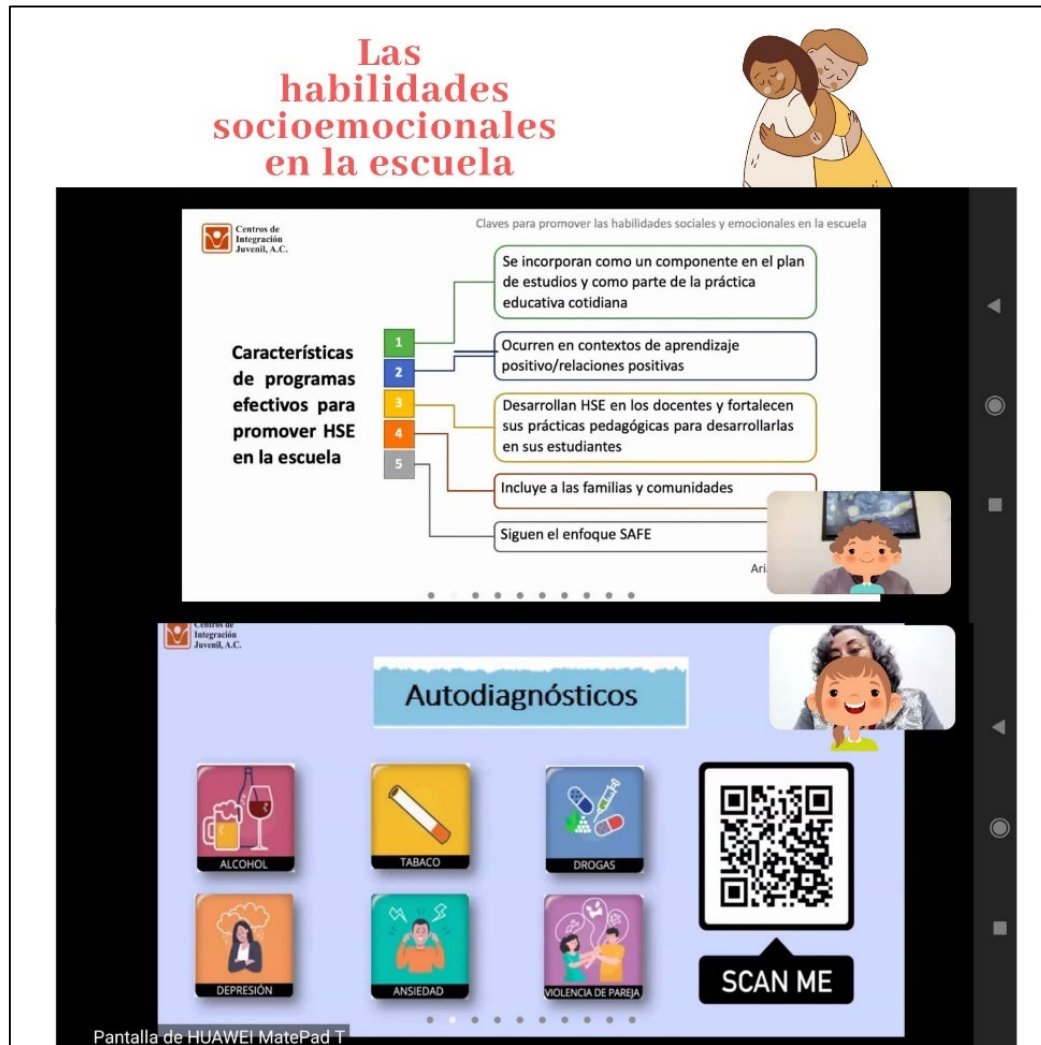 Las
habilidades
socioemocionales
en la escuela
Centros de
Integración
Juvenil, A.C.
Claves para promover las habilidades sociales y emocionales en la escuela
Características
de programas
efectivos para
promover HSE
en la escuela
1
Se incorporan como un componente en el plan
de estudios y como parte de la práctica
educativa cotidiana
2
Ocurren en contextos de aprendizaje
positivo/relaciones positivas
3
Desarrollan HSE en los docentes y fortalecen
sus prácticas pedagógicas para desarrollarlas
en sus estudiantes
4
Incluye a las familias y comunidades
5
Siguen el enfoque SAFE
Centros de
Integración
Juvenil, A.C.
Autodiagnósticos
ALCOHOL
TABACO
DROGAS
DEPRESIÓN
ANSIEDAD
VIOLENCIA DE PAREJA
SCAN ME
Pantalla de HUAWEI MatePad T